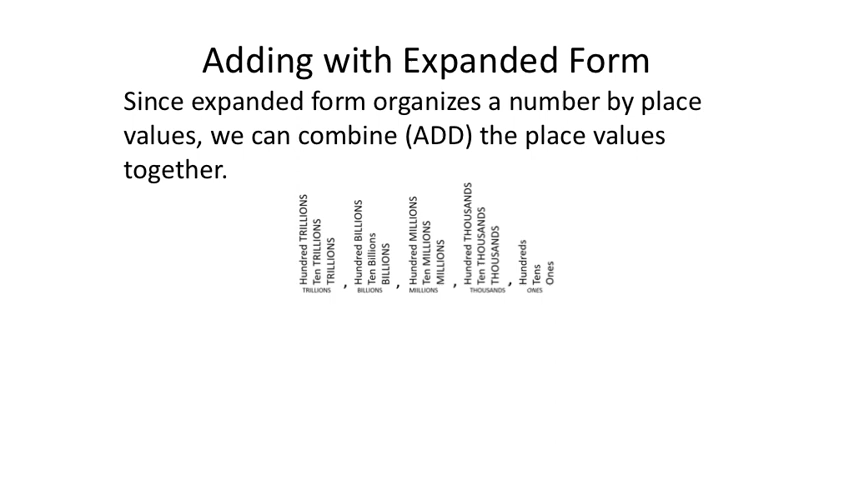 Adding with Expanded Form
Since expanded form organizes a number by place
values, we can combine (ADD) the place values
together.
Hundred TRILLIONS
Ten TRILLIONS
TRILLIONS
TRILLIONS
,
Hundred BILLIONS
Ten Billions
BILLIONS
BILLIONS
,
Hundred MILLIONS
Ten MILLIONS
MILLIONS
MILLIONS
,
Hundred THOUSANDS
Ten THOUSANDS
THOUSANDS
THOUSANDS
,
Hundreds
Tens
Ones
ONES